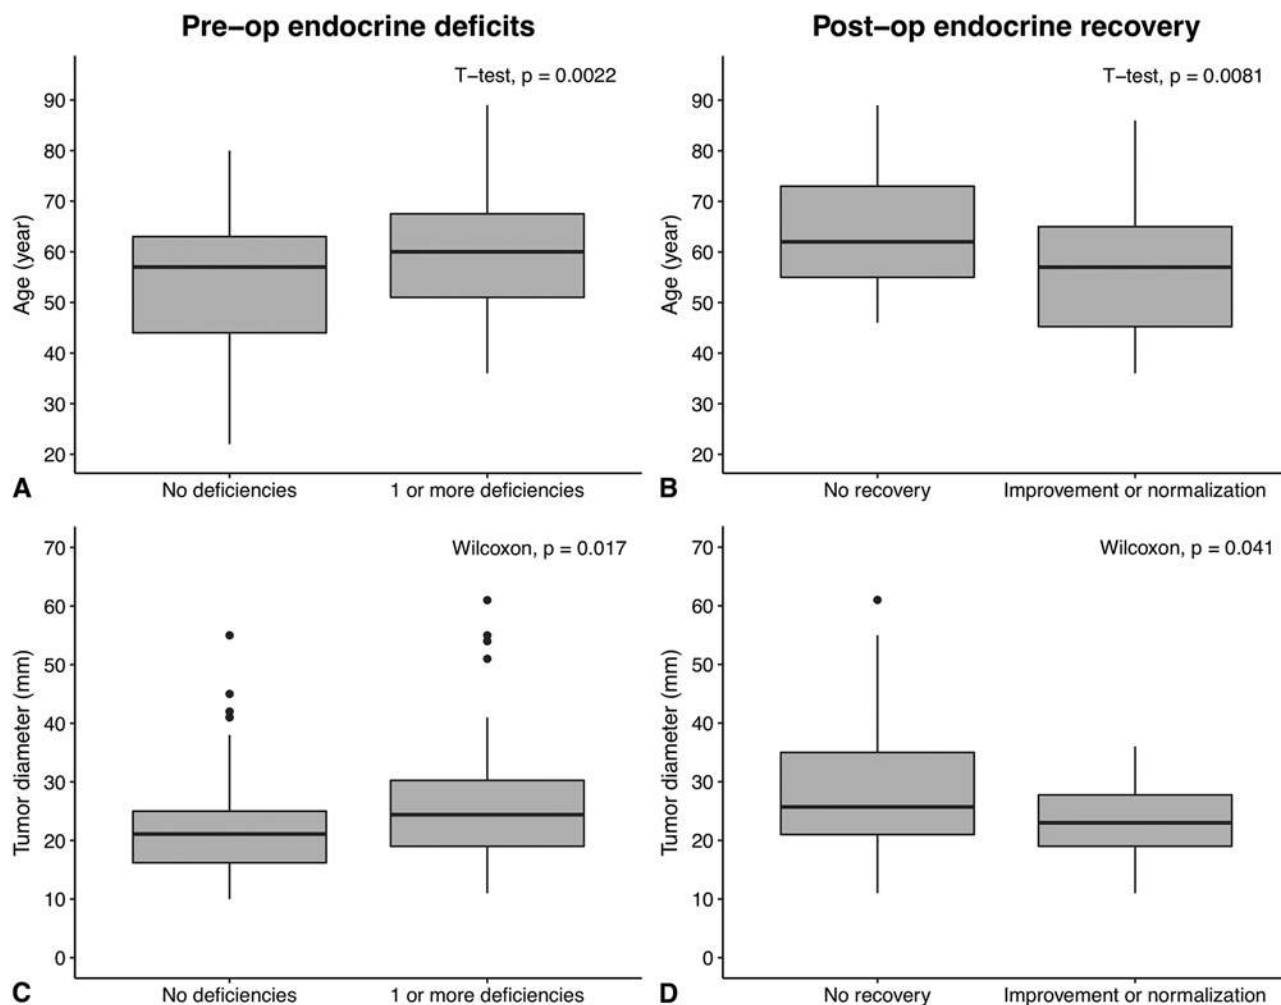 Pre-op endocrine deficits
Post-op endocrine recovery
T-test, p = 0.0022
90
80
70
60
50
40
30
20
Age (year)
A
No deficiencies
1 or more deficiencies
T-test, p = 0.0081
90
80
70
60
50
40
30
20
Age (year)
B
No recovery
Improvement or normalization
Wilcoxon, p = 0.017
70
60
50
40
30
20
10
0
Tumor diameter (mm)
C
No deficiencies
1 or more deficiencies
Wilcoxon, p = 0.041
70
60
50
40
30
20
10
0
Tumor diameter (mm)
D
No recovery
Improvement or normalization